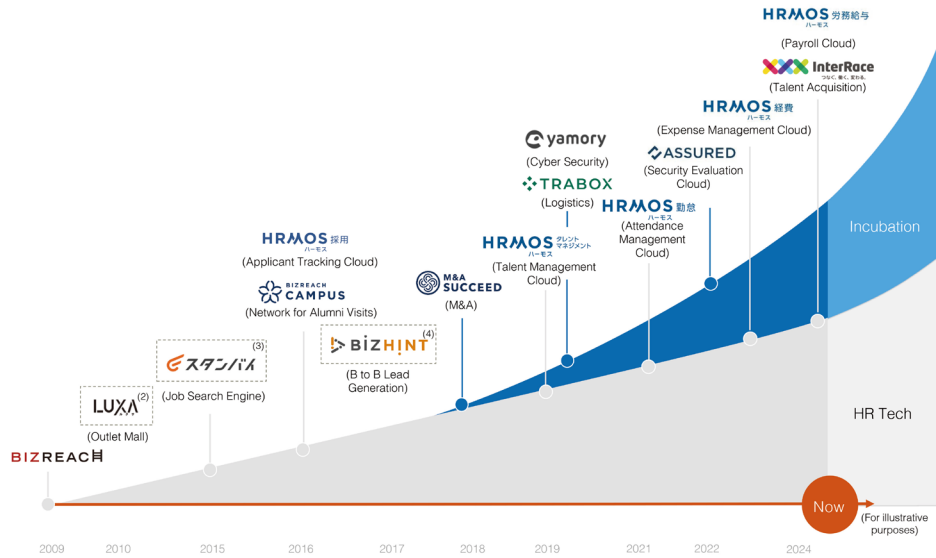 HRMOS 労務給与
ハーモス
(Payroll Cloud)
InterRace
つなぐ、働く、変わる。
(Talent Acquisition)
HRMOS 経費
ハーモス
(Expense Management Cloud)
yamory
(Cyber Security)
ASSURED
(Security Evaluation
Cloud)
TRABOX
(Logistics)
HRMOS 勤怠
ハーモス
(Attendance
Management
Cloud)
Incubation
HRMOS 採用
ハーモス
(Applicant Tracking Cloud)
HRMOS タレント
マネジメント
ハーモス
(Talent Management
Cloud)
BIZREACH
CAMPUS
(Network for Alumni Visits)
M&A
SUCCEED
(M&A)
BIZHINT (4)
(B to B Lead
Generation)
スタンバイ (3)
(Job Search Engine)
LUXA (2)
(Outlet Mall)
HR Tech
BIZREACH
Now
(For illustrative
purposes)
2009 2010 2015 2016 2017 2018 2019 2021 2022 2024